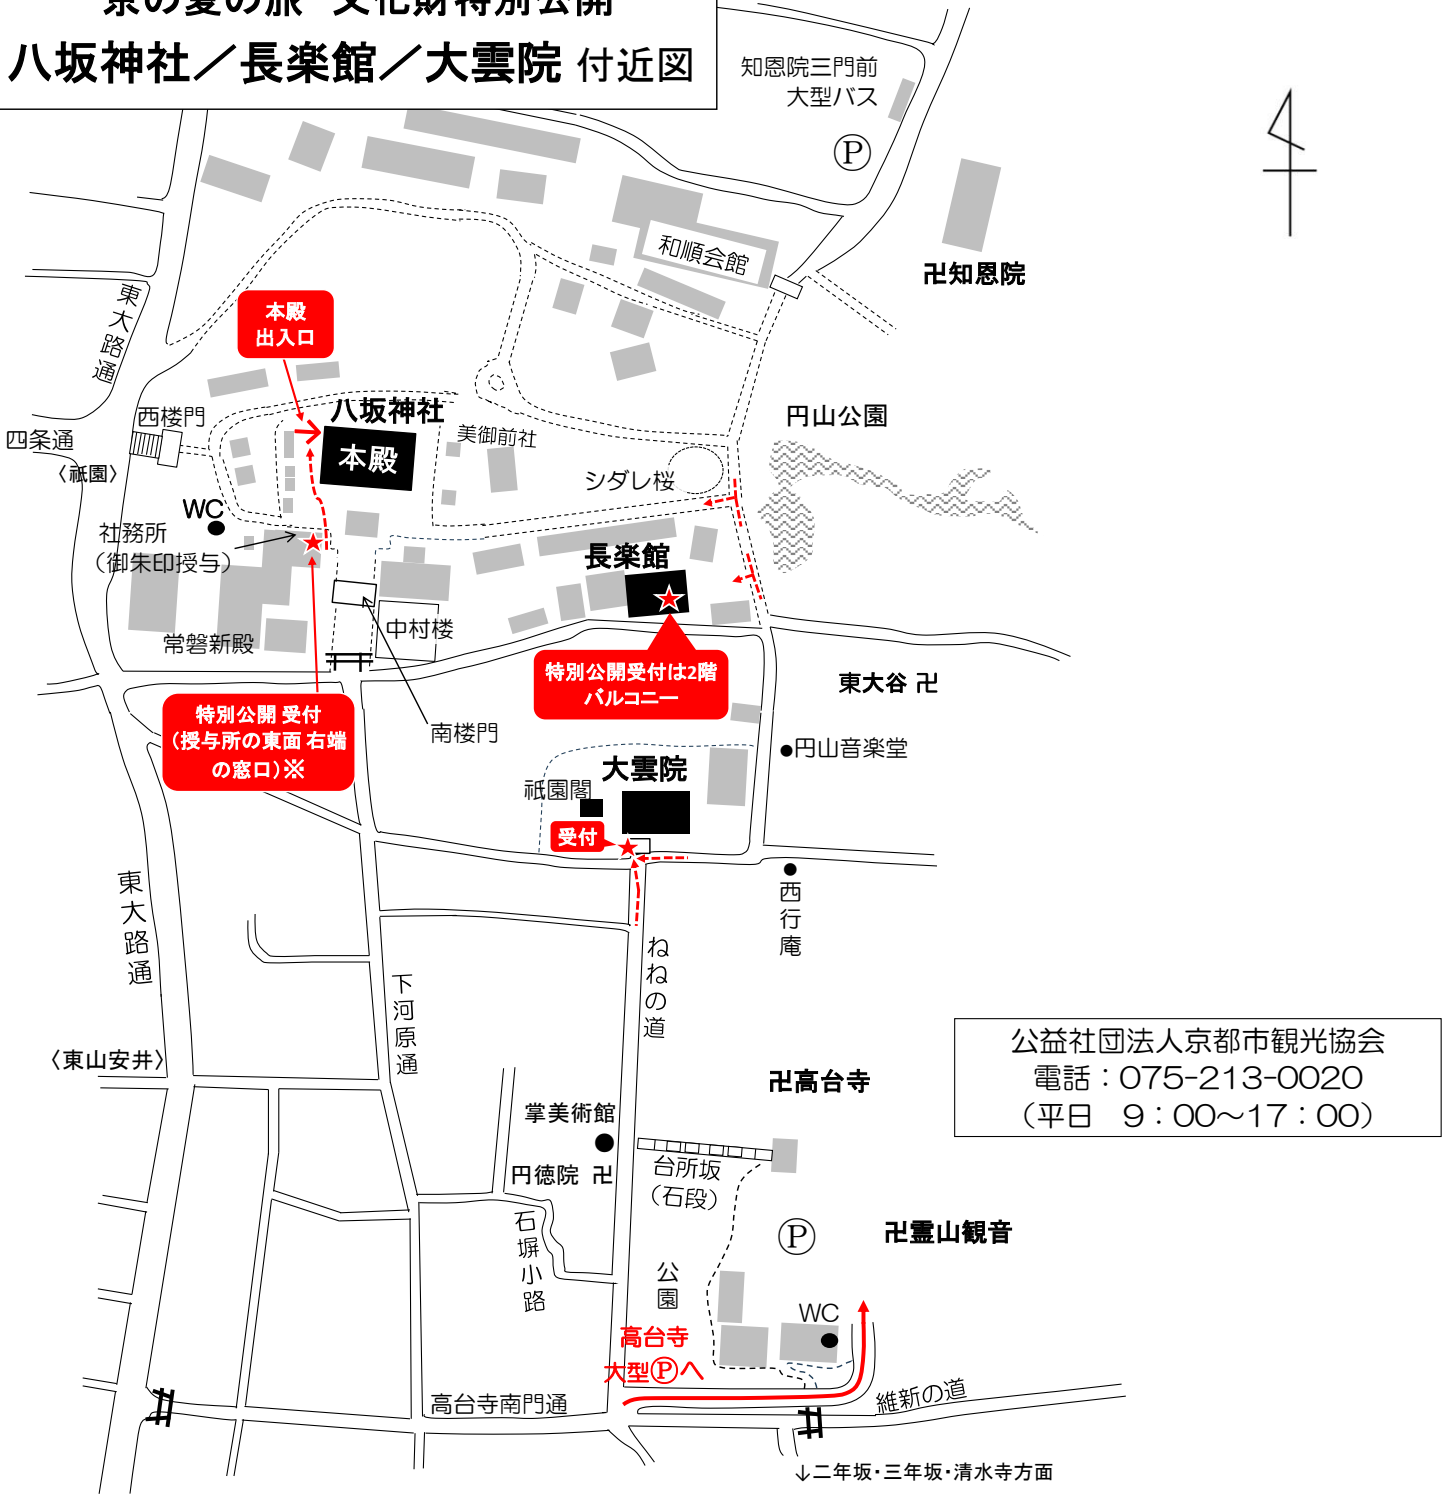 京の夏の旅 文化財特別公開
八坂神社／長楽館／大雲院 付近図
知恩院三門前
大型バス
Ⓟ
和順会館
卍知恩院
東大路通
本殿
出入口
西楼門
四条通
〈祇園〉
八坂神社
本殿
美御前社
円山公園
シダレ桜
WC
社務所
（御朱印授与）
長楽館
常磐新殿
中村楼
特別公開受付は2階
バルコニー
東大谷 卍
特別公開 受付
（授与所の東面 右端
の窓口）※
南楼門
円山音楽堂
大雲院
祇園閣
受付
東大路通
西行庵
ねねの道
下河原通
〈東山安井〉
公益社団法人京都市観光協会
電話：075-213-0020
（平日　9：00～17：00）
卍高台寺
掌美術館
円徳院 卍
台所坂
（石段）
石塀小路
Ⓟ
卍霊山観音
公園
WC
高台寺
大型Ⓟへ
高台寺南門通
維新の道
↓二年坂・三年坂・清水寺方面